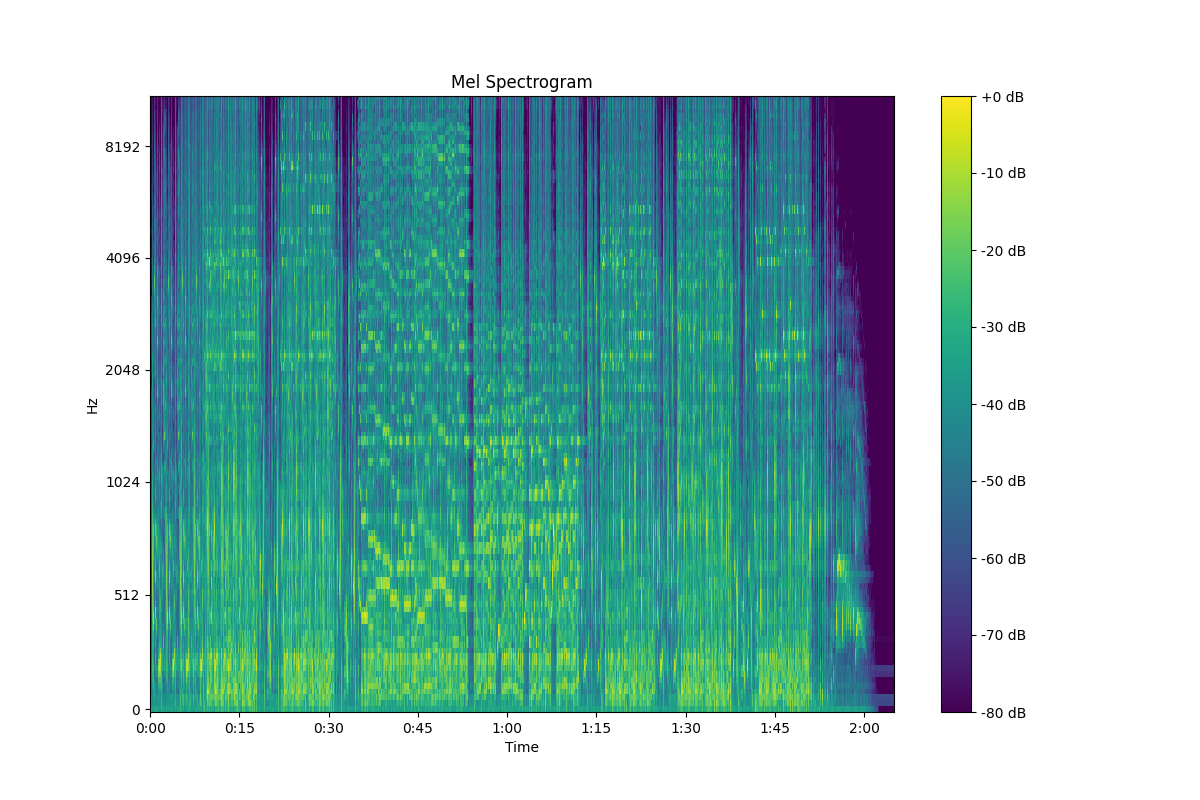 Mel Spectrogram
Hz
8192
4096
2048
1024
512
0
0:00 0:15 0:30 0:45 1:00 1:15 1:30 1:45 2:00
Time
+0 dB
-10 dB
-20 dB
-30 dB
-40 dB
-50 dB
-60 dB
-70 dB
-80 dB